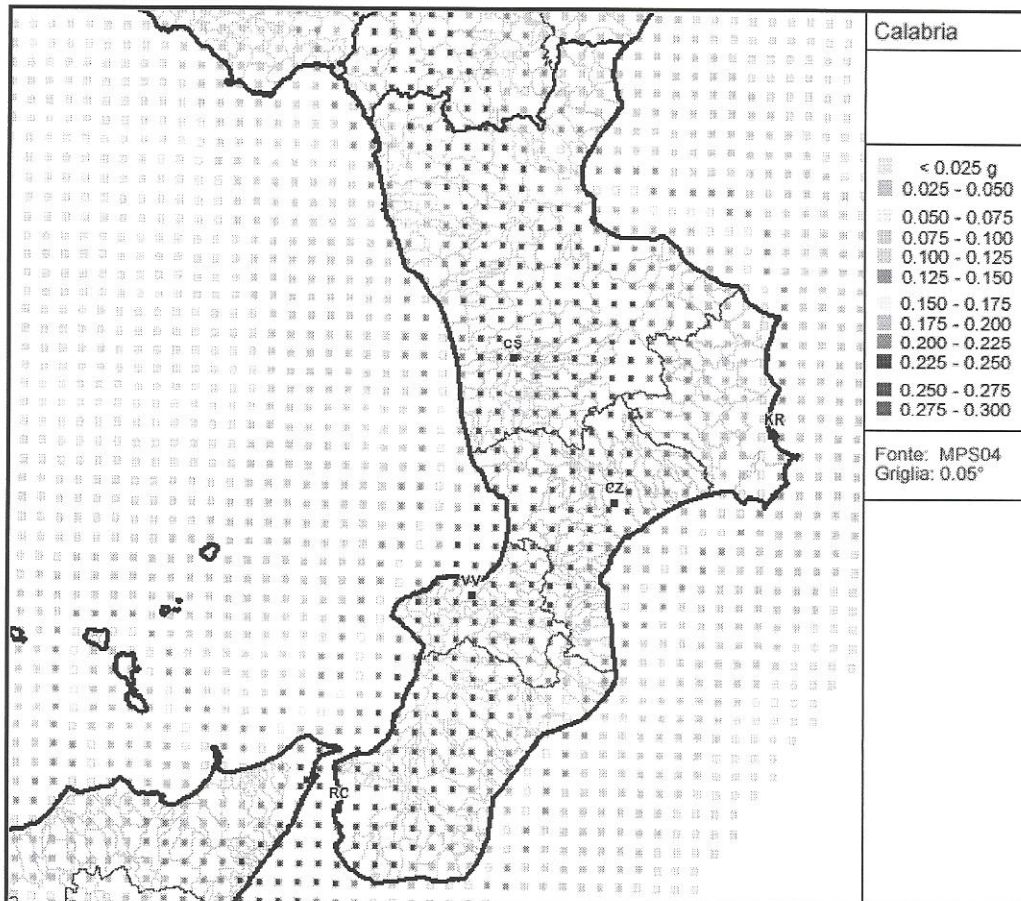 Calabria
< 0.025 g
0.025 - 0.050
0.050 - 0.075
0.075 - 0.100
0.100 - 0.125
0.125 - 0.150
0.150 - 0.175
0.175 - 0.200
0.200 - 0.225
0.225 - 0.250
0.250 - 0.275
0.275 - 0.300
Fonte: MPS04
Griglia: 0.05°
CS
KR
CZ
VV
RC